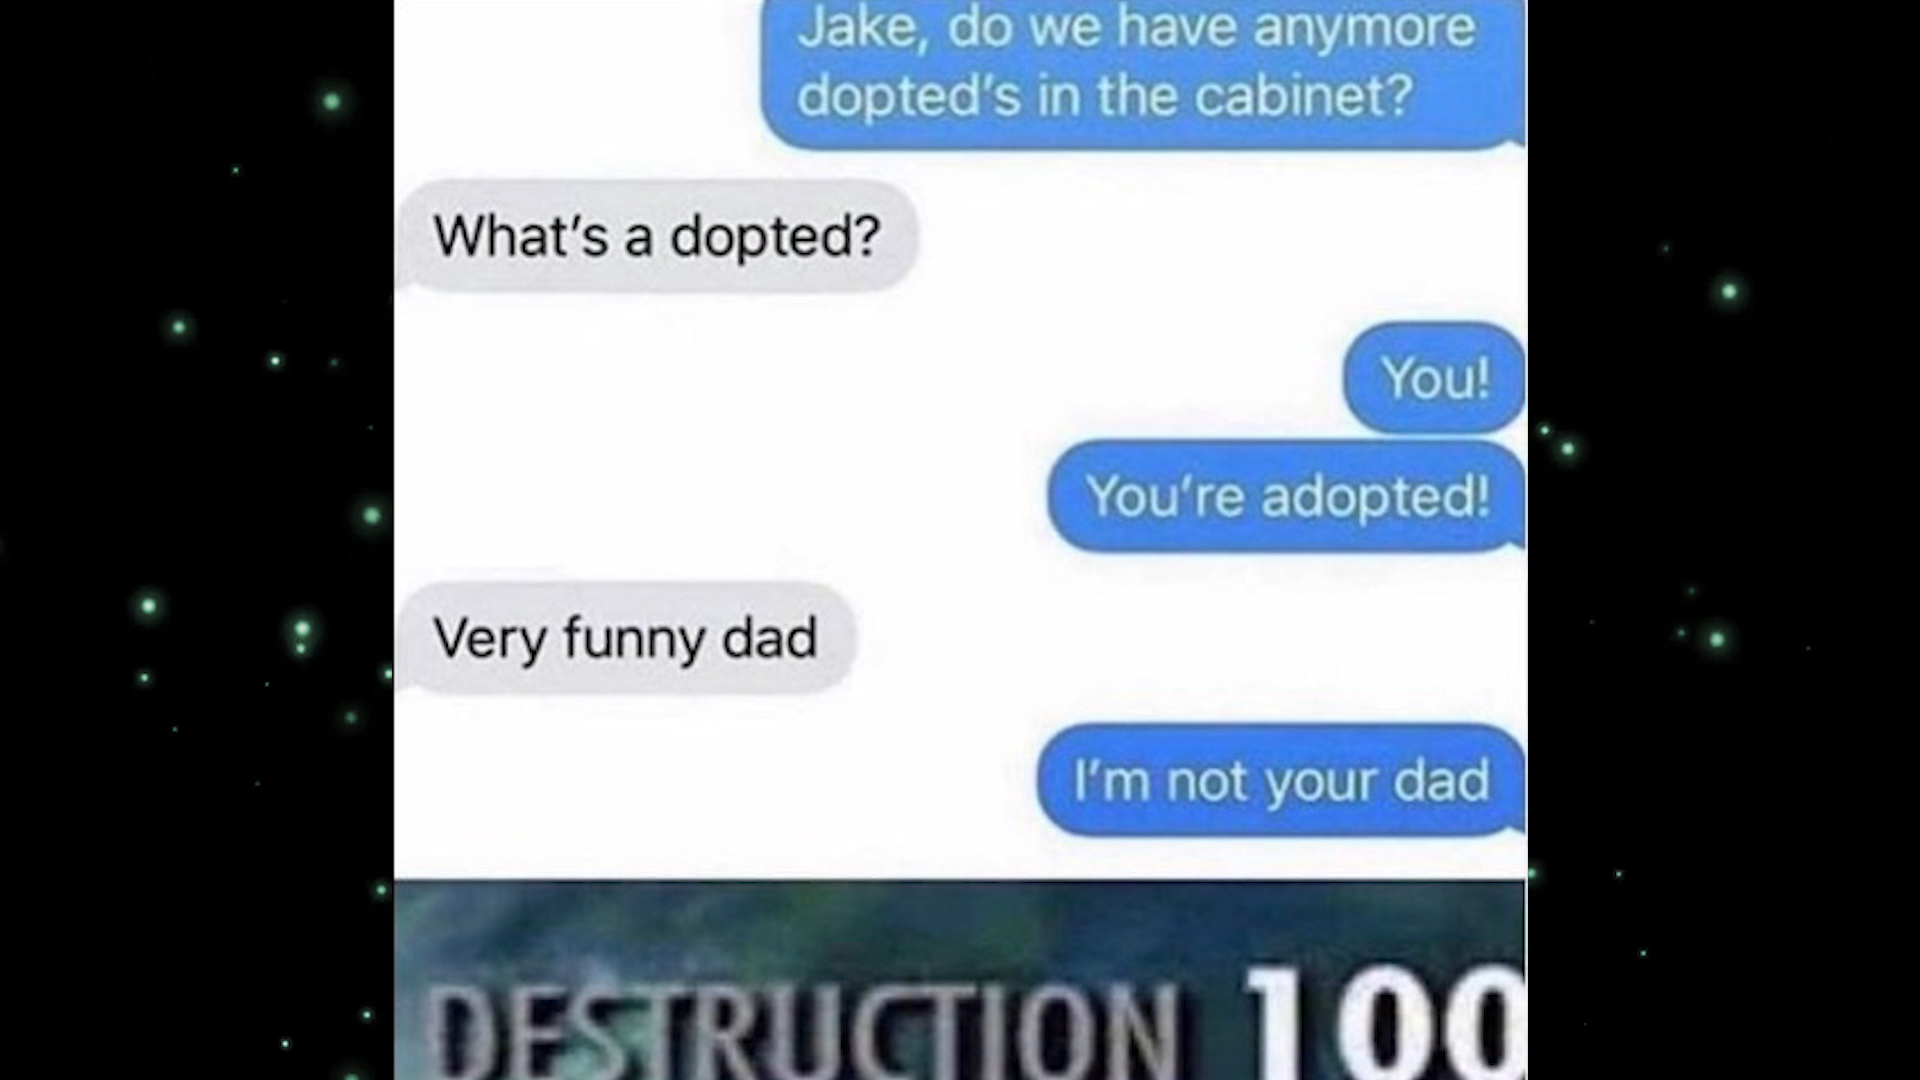 Jake, do we have anymore
dopted's in the cabinet?
What's a dopted?
You!
You're adopted!
Very funny dad
I'm not your dad
DESTRUCTION 100